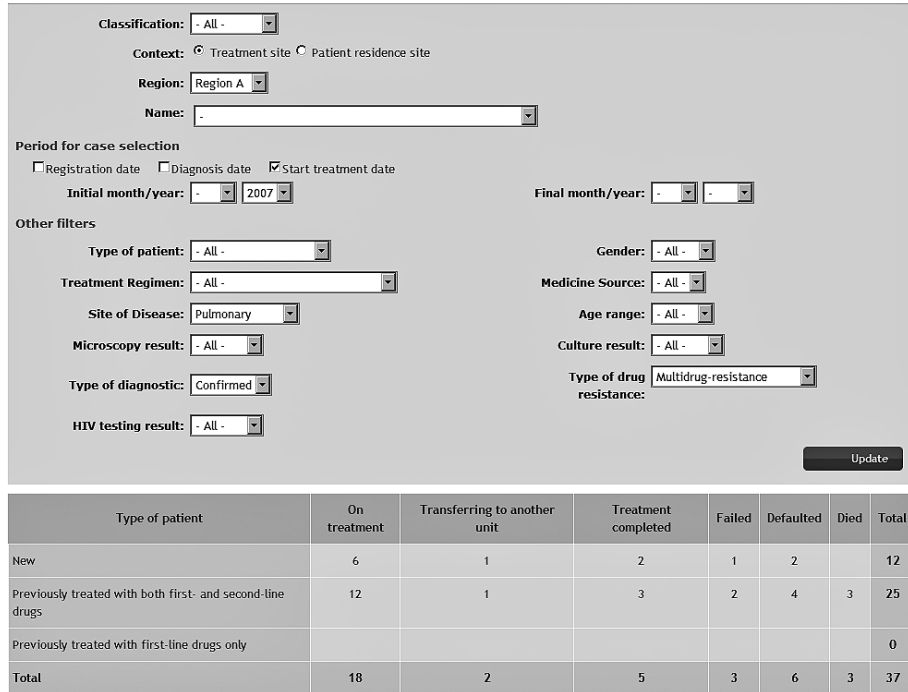 Classification: - All -
Context: Treatment site Patient residence site
Region: Region A
Name: -
Period for case selection
Registration date Diagnosis date Start treatment date
Initial month/year: - 2007 Final month/year: - -
Other filters
Type of patient: - All - Gender: - All -
Treatment Regimen: - All - Medicine Source: - All -
Site of Disease: Pulmonary Age range: - All -
Microscopy result: - All - Culture result: - All -
Type of diagnostic: Confirmed Type of drug resistance: Multidrug-resistance
HIV testing result: - All -
Update
Type of patient On treatment Transferring to another unit Treatment completed Failed Defaulted Died Total
New 6 1 2 1 2 12
Previously treated with both first- and second-line drugs 12 1 3 2 4 3 25
Previously treated with first-line drugs only 0
Total 18 2 5 3 6 3 37